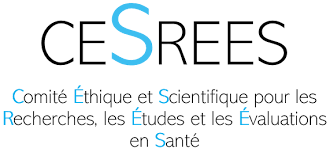 CESREES
Comité Éthique et Scientifique pour les
Recherches, les Études et les Évaluations
en Santé